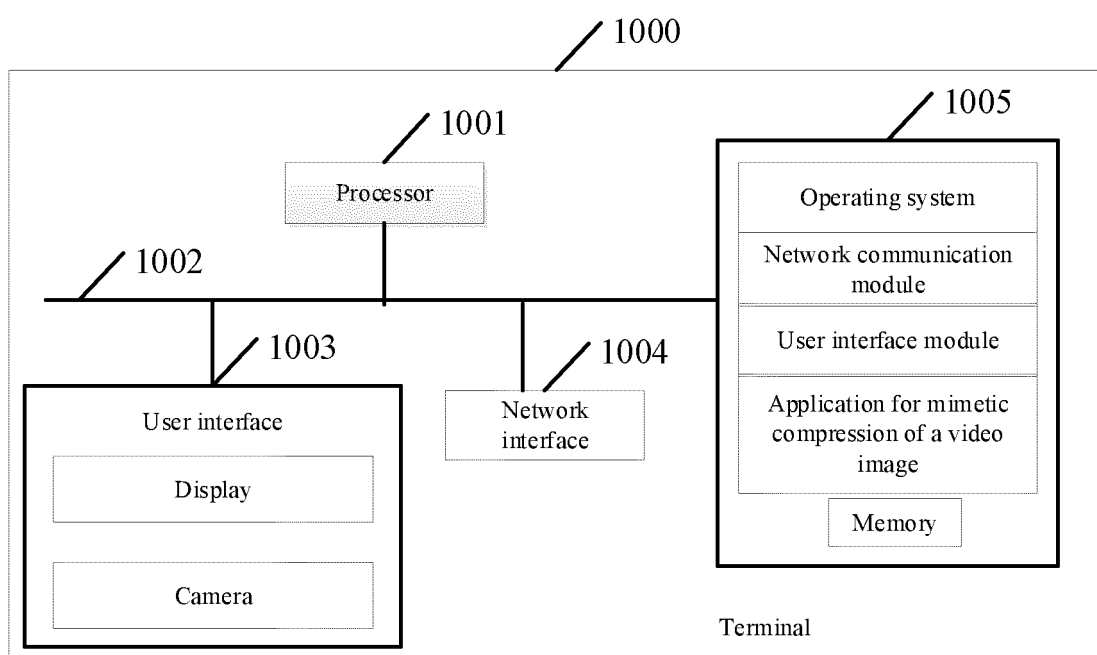 1000
1001
1005
Processor
Operating system
1002
Network communication
module
1003
1004
User interface module
User interface
Network
interface
Application for mimetic
compression of a video
image
Display
Memory
Camera
Terminal